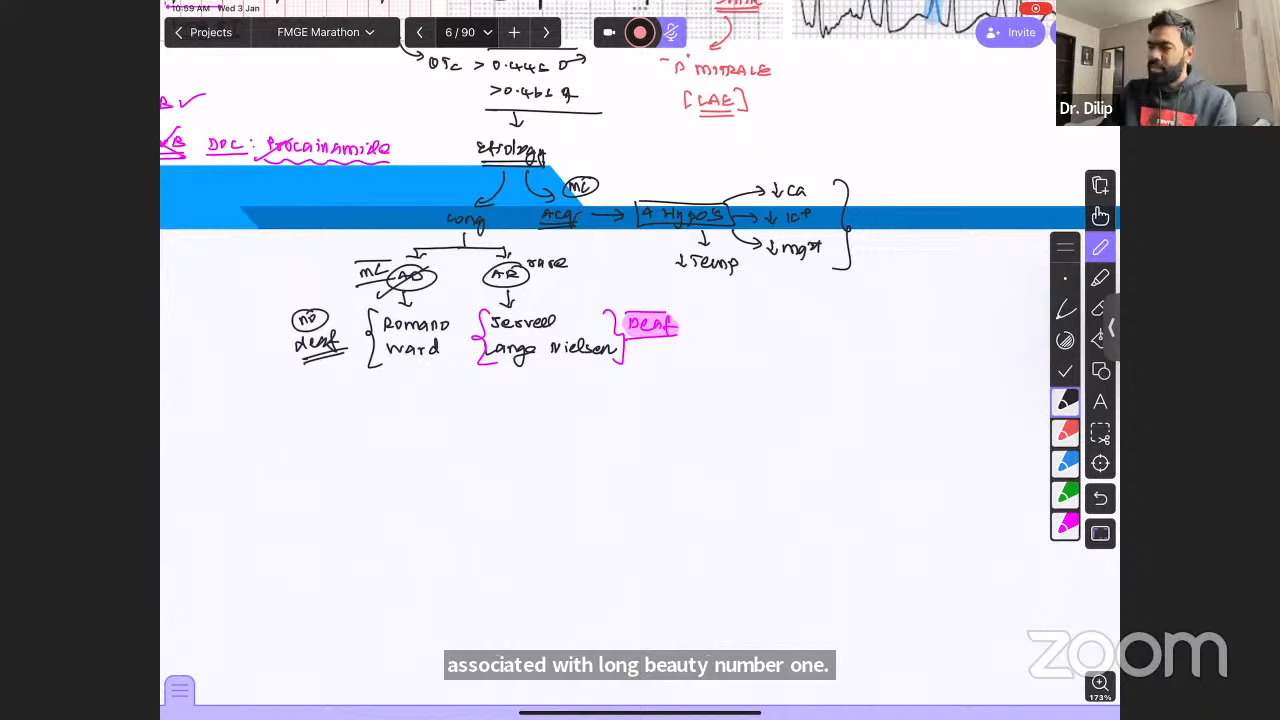 10:59 AM Wed 3 Jan
Projects
FMGE Marathon
6 / 90
Invite
QTc > 0.44s ♂
> 0.46s ♀
"P" MITRALE
[LAE]
B ✓
B DOC: Procainamide
Etiology
mc
Cong
Acq
4 Hypo's
↓ Ca
↓ K+
↓ mg2+
↓ Temp
mc AD
AR rare
no deaf
Romano
ward
Jervell
Lange Nielsen
Deaf
Dr. Dilip
associated with long beauty number one.
zoom
173%